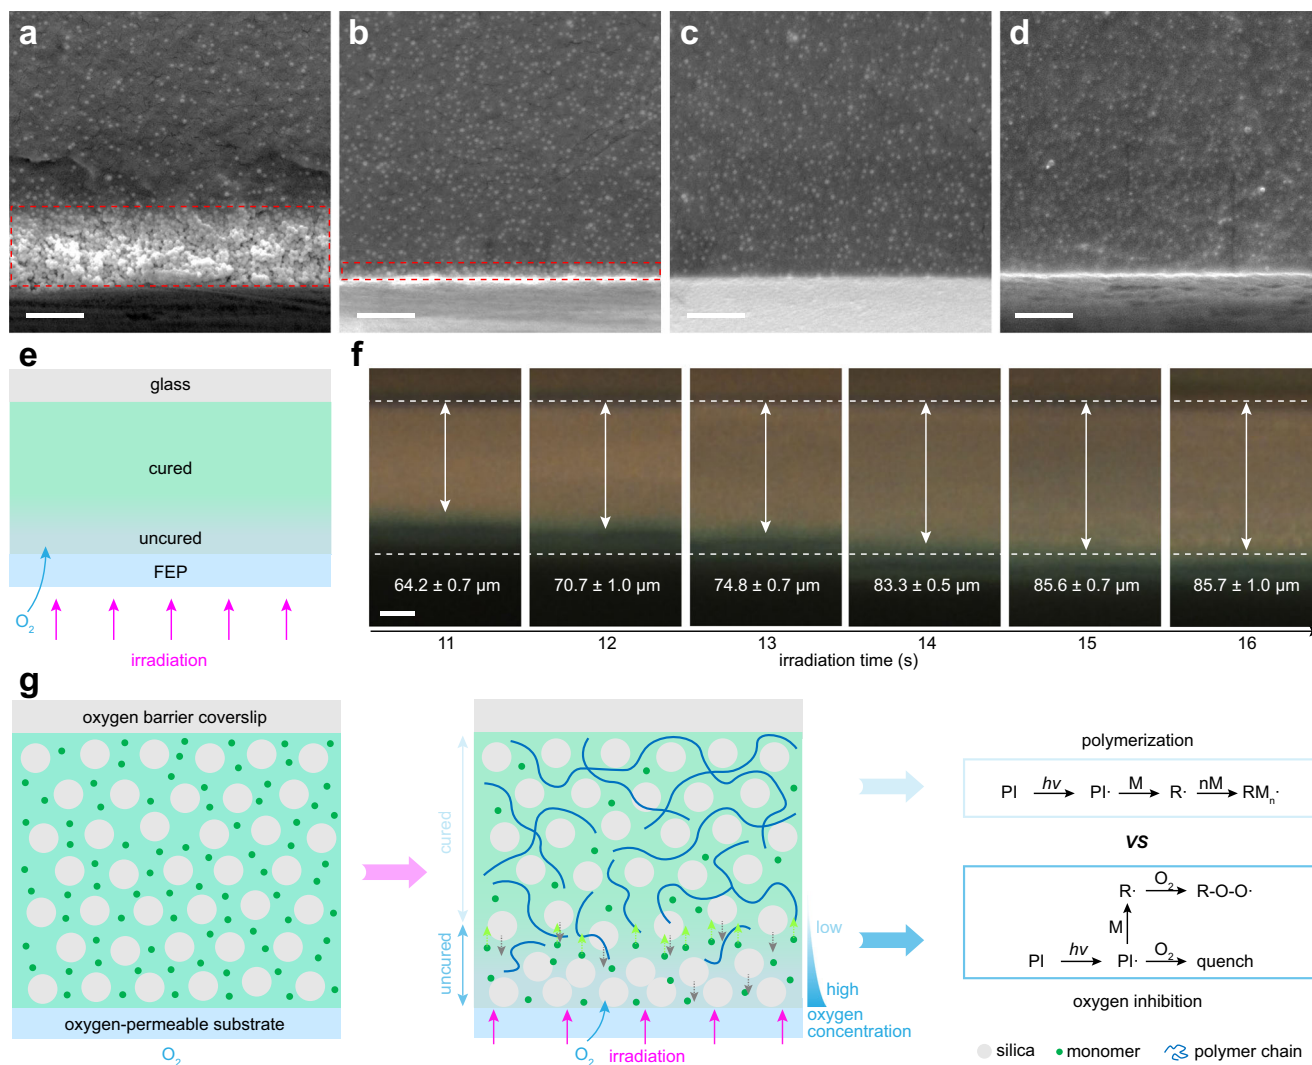 a
b
c
d
e
glass
cured
uncured
FEP
O₂
irradiation
f
64.2 ± 0.7 µm
70.7 ± 1.0 µm
74.8 ± 0.7 µm
83.3 ± 0.5 µm
85.6 ± 0.7 µm
85.7 ± 1.0 µm
11
12
13
14
15
16
irradiation time (s)
g
oxygen barrier coverslip
oxygen-permeable substrate
O₂
cured
uncured
low
high
oxygen
concentration
O₂
irradiation
polymerization
PI hv PI· M R· nM RMₙ·
VS
R· O₂ R-O-O·
M
PI hv PI· O₂ quench
oxygen inhibition
silica
monomer
polymer chain